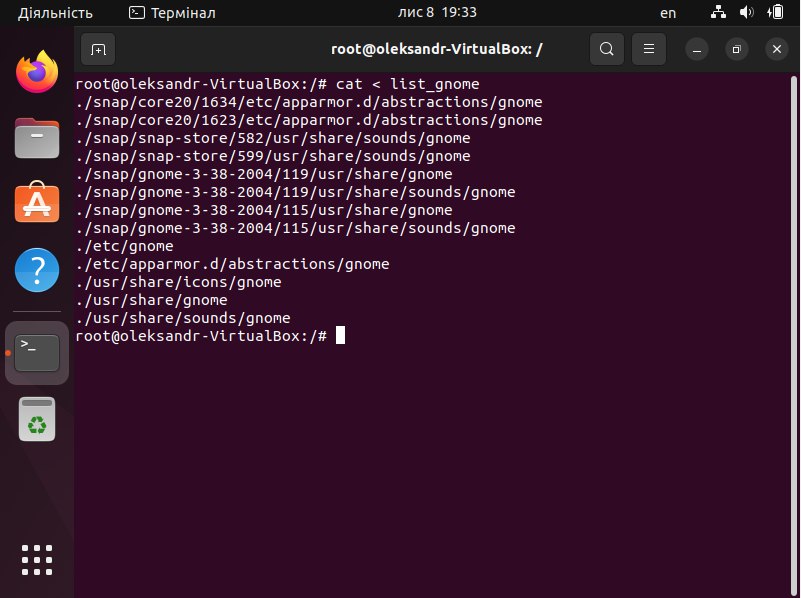 Діяльність Термінал лис 8 19:33 en
root@oleksandr-VirtualBox: /
root@oleksandr-VirtualBox:/# cat < list_gnome
./snap/core20/1634/etc/apparmor.d/abstractions/gnome
./snap/core20/1623/etc/apparmor.d/abstractions/gnome
./snap/snap-store/582/usr/share/sounds/gnome
./snap/snap-store/599/usr/share/sounds/gnome
./snap/gnome-3-38-2004/119/usr/share/gnome
./snap/gnome-3-38-2004/119/usr/share/sounds/gnome
./snap/gnome-3-38-2004/115/usr/share/gnome
./snap/gnome-3-38-2004/115/usr/share/sounds/gnome
./etc/gnome
./etc/apparmor.d/abstractions/gnome
./usr/share/icons/gnome
./usr/share/gnome
./usr/share/sounds/gnome
root@oleksandr-VirtualBox:/#